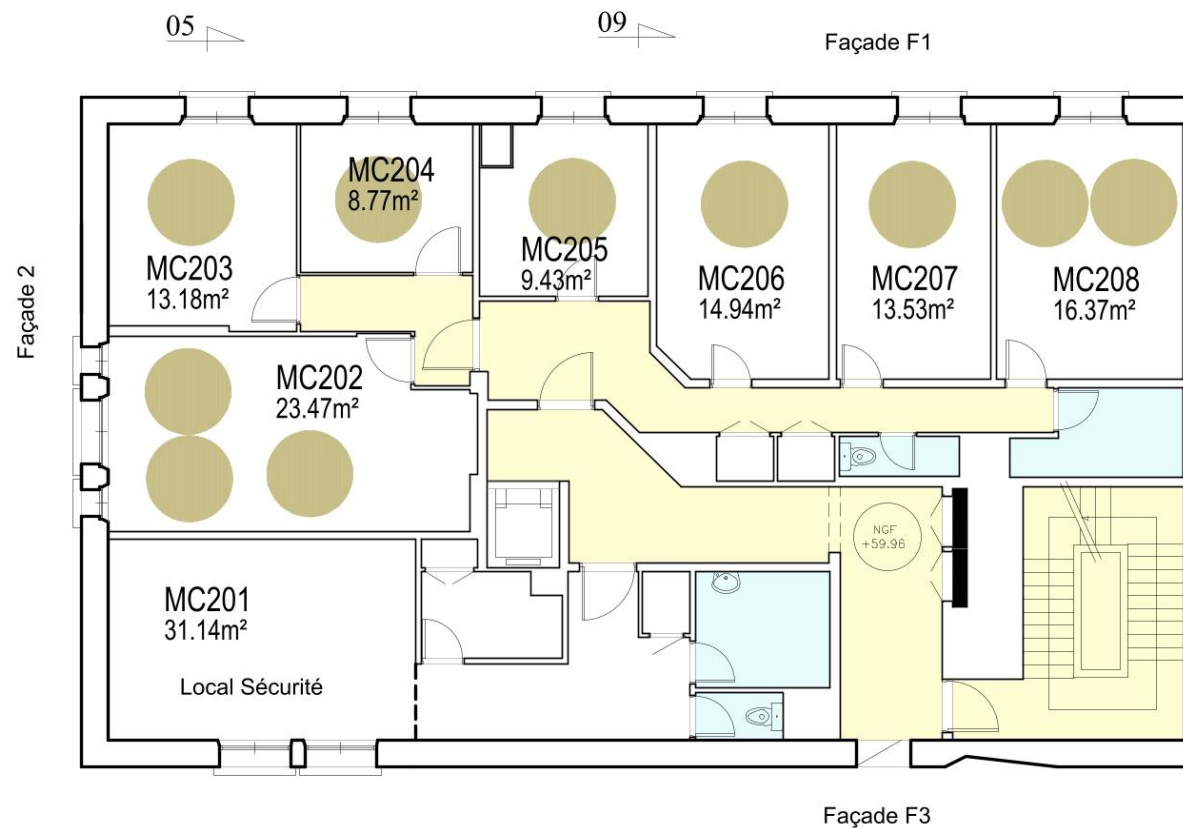 05
09
Façade F1
Façade 2
MC203
13.18m²
MC204
8.77m²
MC205
9.43m²
MC206
14.94m²
MC207
13.53m²
MC208
16.37m²
MC202
23.47m²
NGF
+59.96
MC201
31.14m²
Local Sécurité
Façade F3